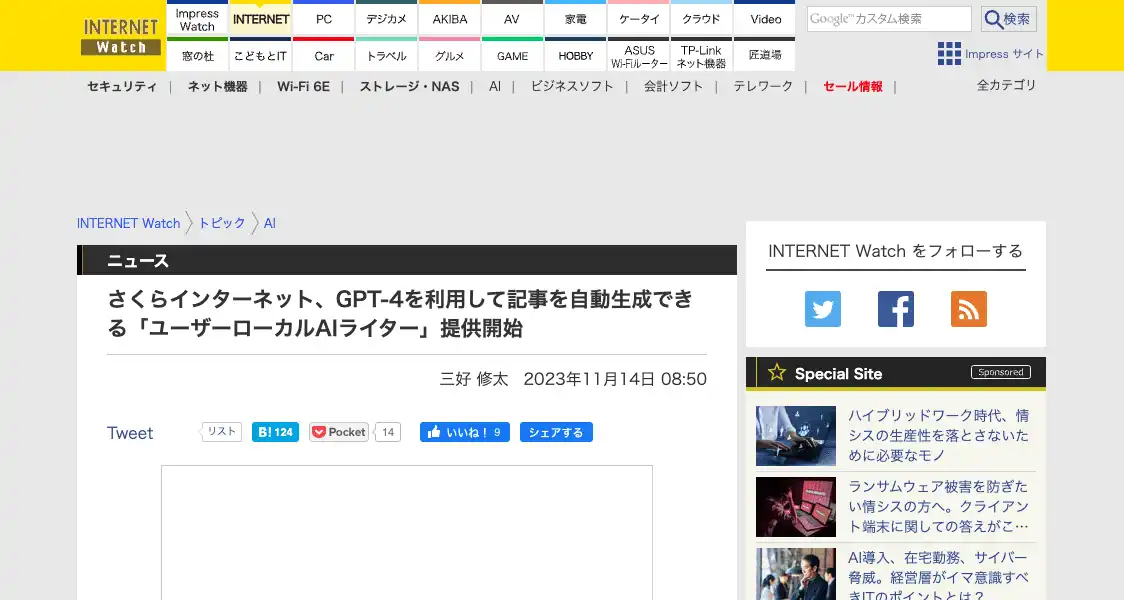 INTERNET
Watch
Impress
Watch
INTERNET
PC
デジカメ
AKIBA
AV
家電
ケータイ
クラウド
Video
窓の杜
こどもとIT
Car
トラベル
グルメ
GAME
HOBBY
ASUS
Wi-Fiルーター
TP-Link
ネット機器
匠道場
Google™カスタム検索
検索
Impress サイト
セキュリティ | ネット機器 | Wi-Fi 6E | ストレージ・NAS | AI | ビジネスソフト | 会計ソフト | テレワーク | セール情報 |
全カテゴリ
INTERNET Watch
トピック
AI
ニュース
さくらインターネット、GPT-4を利用して記事を自動生成でき
る「ユーザーローカルAIライター」提供開始
三好 修太 2023年11月14日 08:50
Tweet
リスト
B! 124
Pocket
14
いいね！ 9
シェアする
INTERNET Watch をフォローする
Special Site
Sponsored
ハイブリッドワーク時代、情
シスの生産性を落とさないた
めに必要なモノ
ランサムウェア被害を防ぎた
い情シスの方へ。クライアン
ト端末に関しての答えがこ…
AI導入、在宅勤務、サイバー
脅威。経営層がイマ意識すべ
きITのポイントとは？